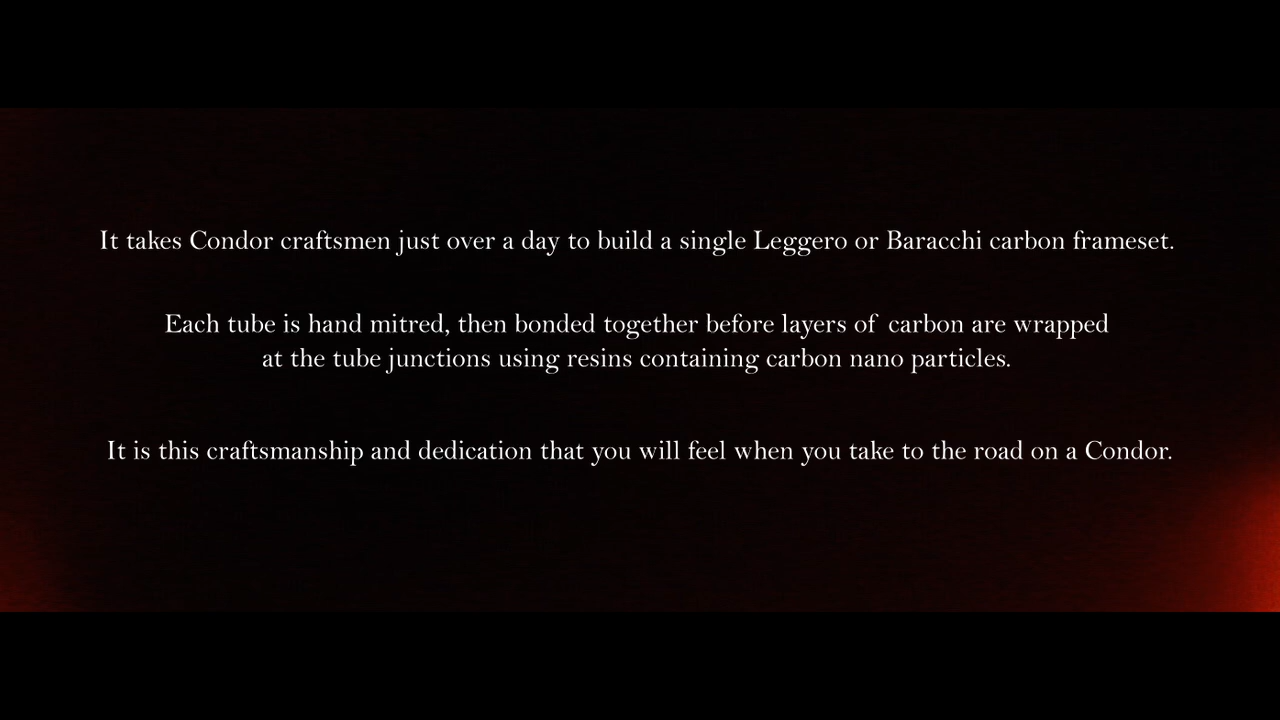 It takes Condor craftsmen just over a day to build a single Leggero or Baracchi carbon frameset.
Each tube is hand mitred, then bonded together before layers of carbon are wrapped
at the tube junctions using resins containing carbon nano particles.
It is this craftsmanship and dedication that you will feel when you take to the road on a Condor.